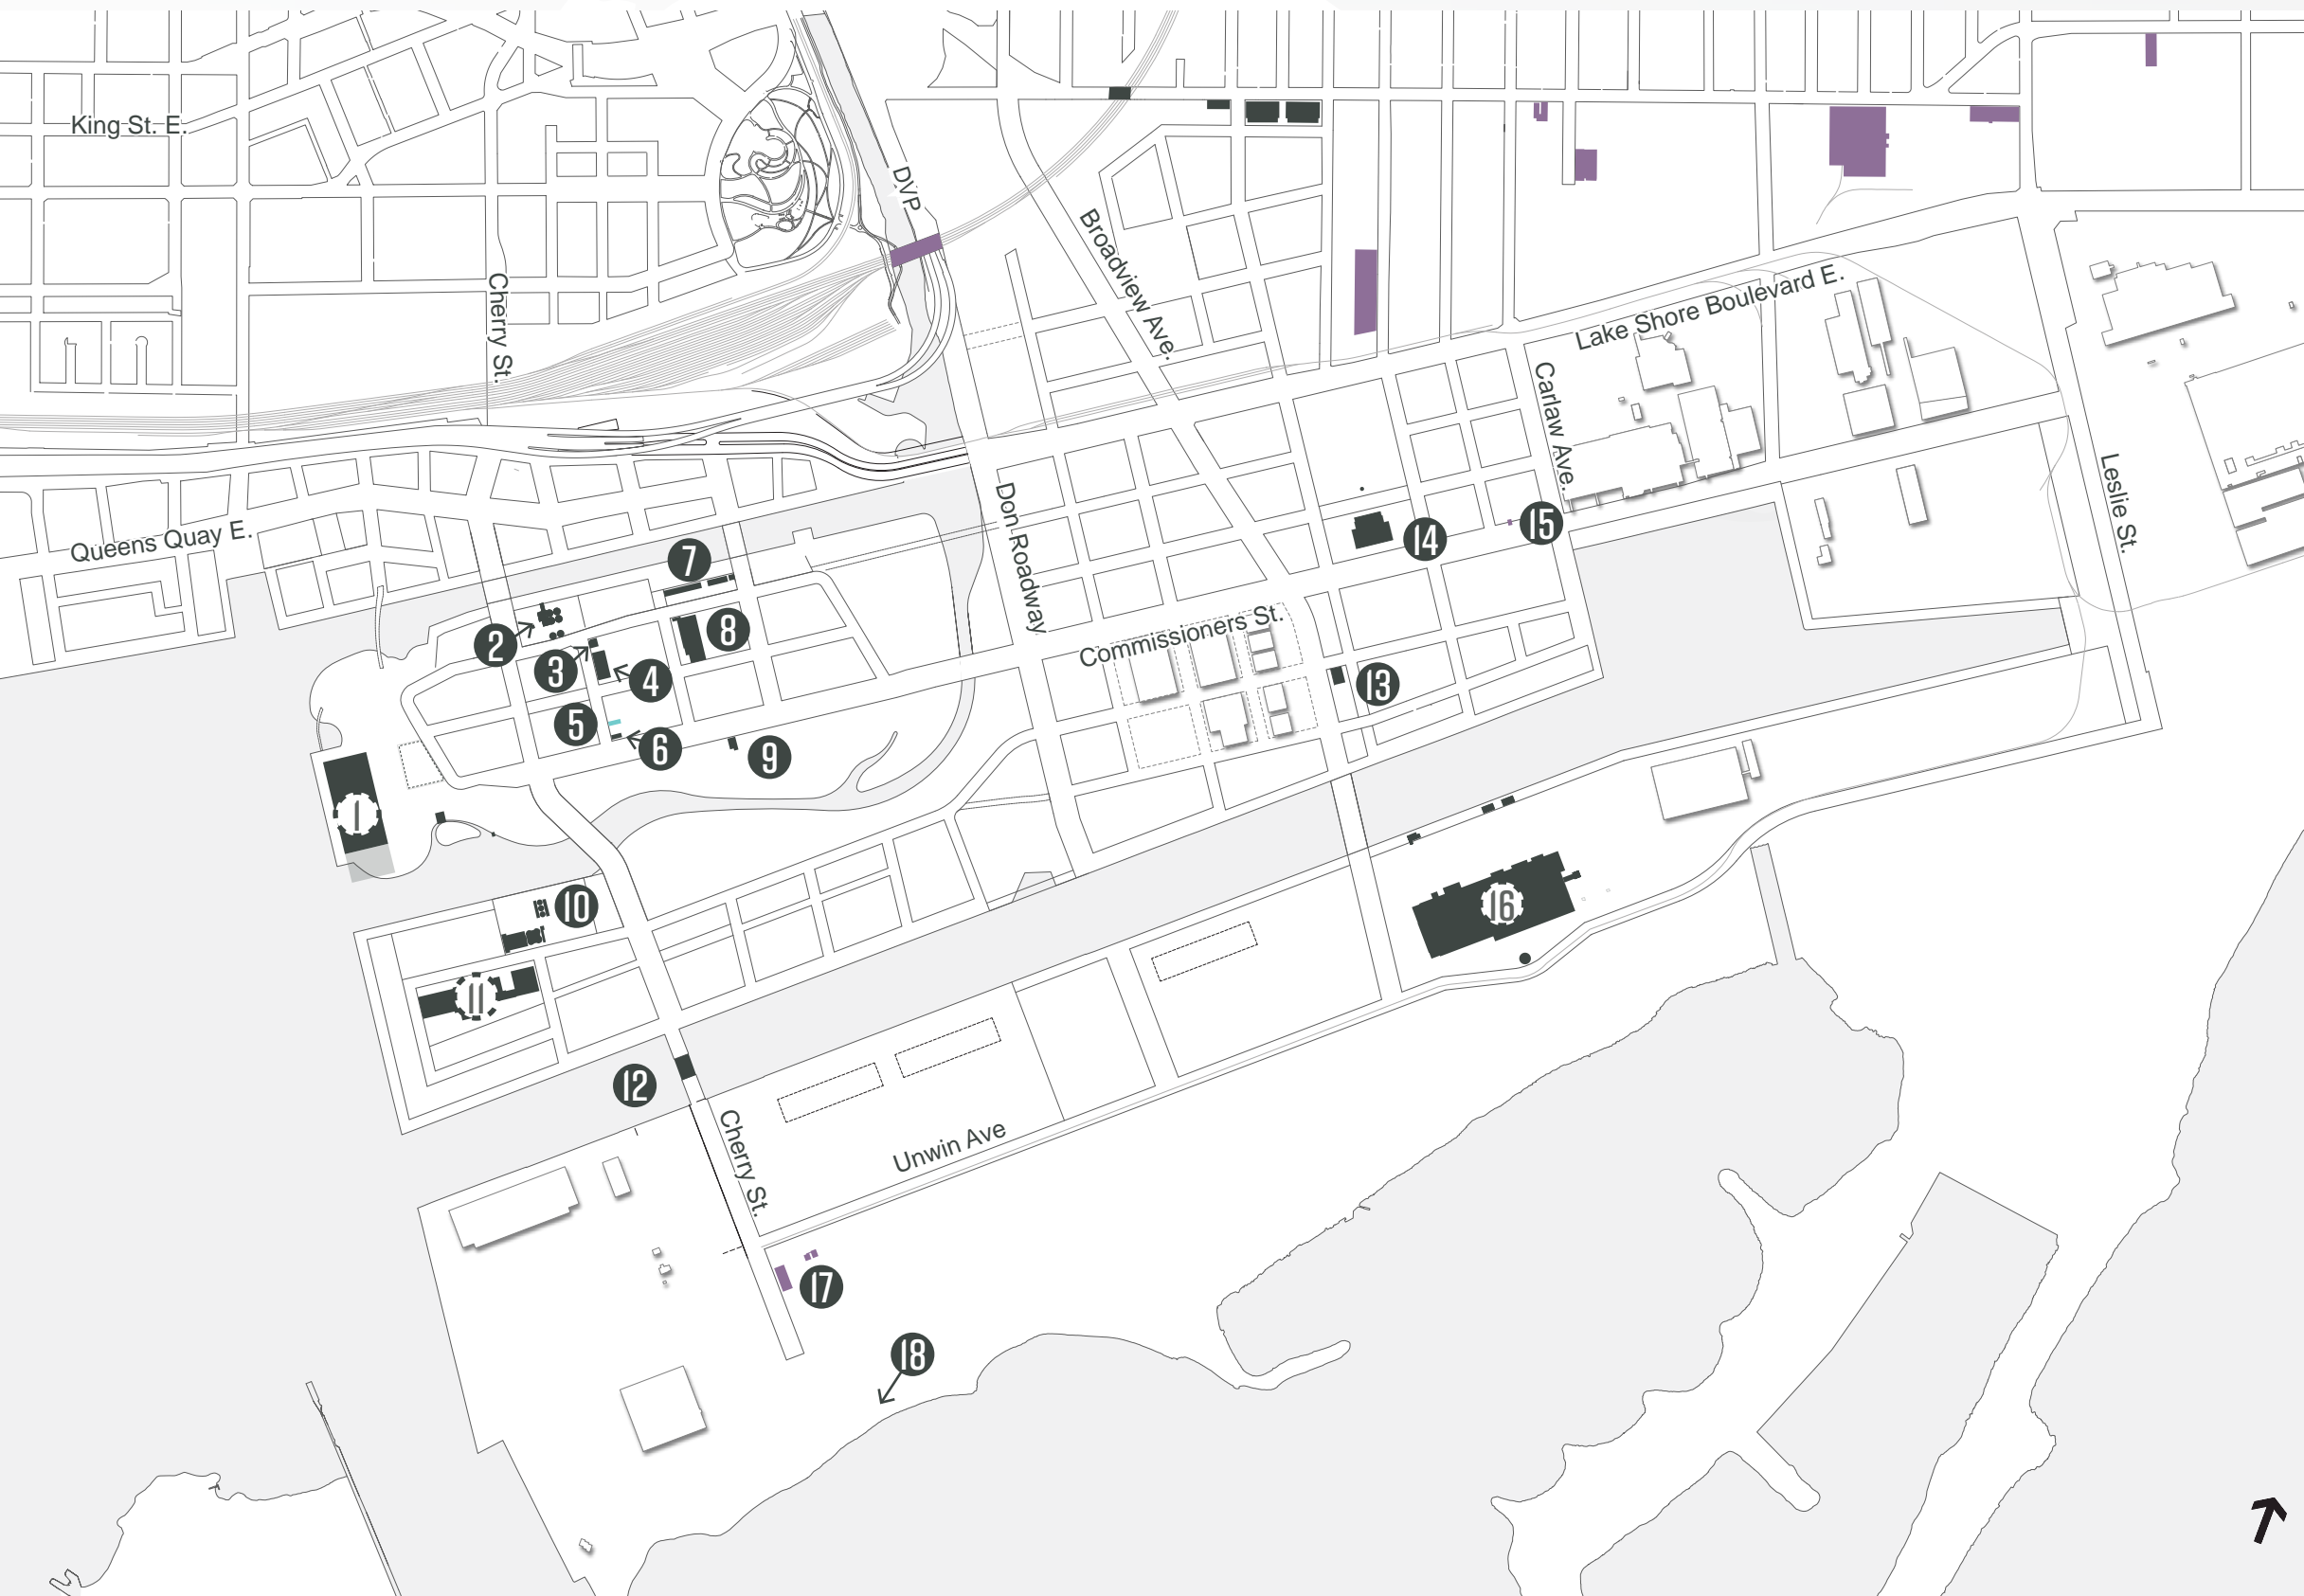 King St. E.
DVP
Broadview Ave.
Cherry St.
Lake Shore Boulevard E.
Carlaw Ave.
Leslie St.
Queens Quay E.
Don Roadway
7
15
14
2
8
Commissioners St.
3
4
13
5
6
9
1
10
16
11
12
Cherry St.
Unwin Ave
17
18